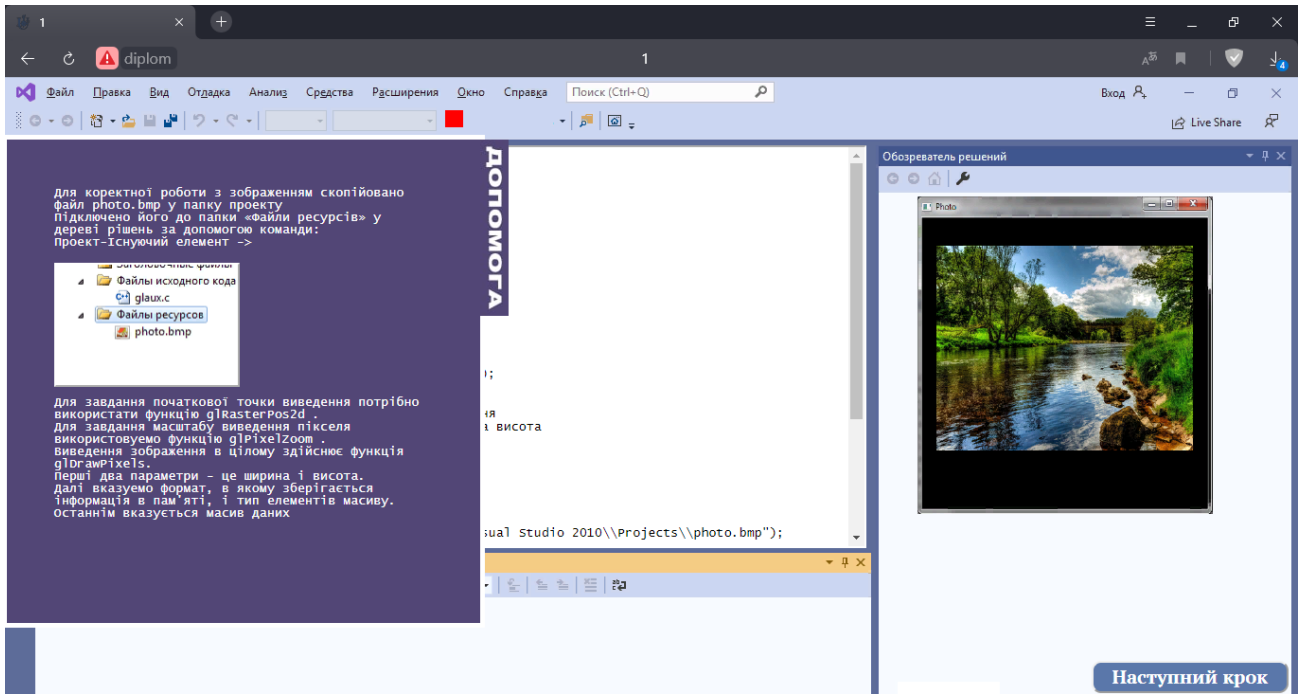 1
diplom
1
Файл Правка Вид Отладка Анализ Средства Расширения Окно Справка Поиск (Ctrl+Q) Вход
Live Share
Обозреватель решений
ДОПОМОГА
Для коректної роботи з зображенням скопійовано
файл photo.bmp у папку проекту
Підключено його до папки «Файли ресурсів» у
дереві рішень за допомогою команди:
Проект-Існуючий елемент ->
Заголовочные файлы
Файлы исходного кода
glaux.c
Файлы ресурсов
photo.bmp
Для завдання початкової точки виведення потрібно
використати функцію glRasterPos2d .
Для завдання масштабу виведення пікселя
використовуемо функцію glPixelZoom .
Виведення зображення в цілому здійснює функція
glDrawPixels.
Перші два параметри - це ширина і висота.
Далі вказуемо формат, в якому зберігається
інформація в пам'яті, і тип елементів масиву.
Останнім вказується масив даних
);
ня
а висота
sual Studio 2010\\Projects\\photo.bmp");
Photo
4
Наступний крок